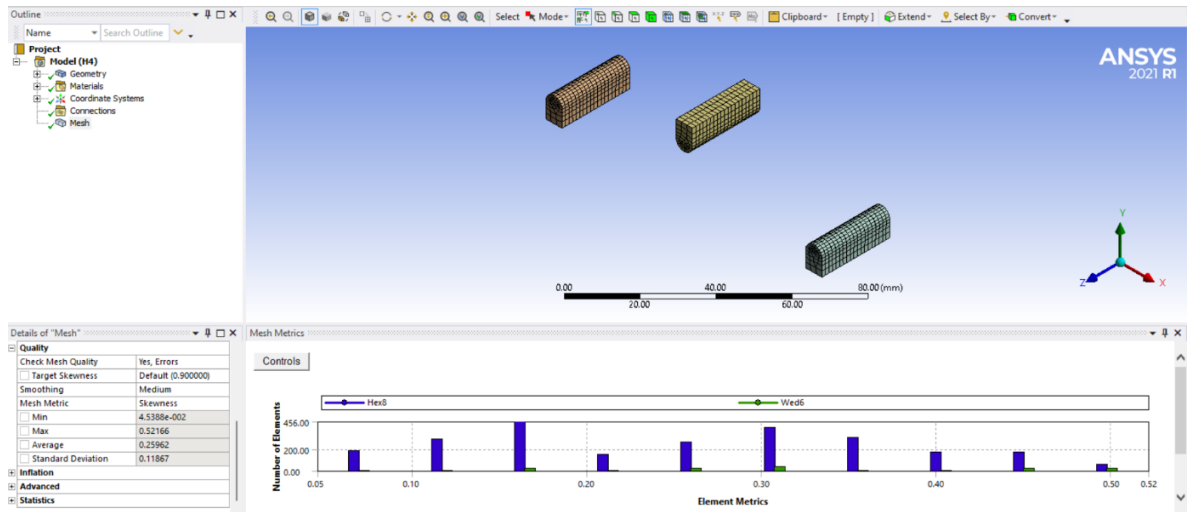 Outline
Name Search Outline
Project
Model (H4)
Geometry
Materials
Coordinate Systems
Connections
Mesh
Select Mode Clipboard [ Empty ] Extend Select By Convert
ANSYS
2021 R1
0.00 40.00 80.00 (mm)
20.00 60.00
Y
Z X
Details of "Mesh"
Quality
Check Mesh Quality Yes, Errors
Target Skewness Default (0.900000)
Smoothing Medium
Mesh Metric Skewness
Min 4.5388e-002
Max 0.52166
Average 0.25962
Standard Deviation 0.11867
Inflation
Advanced
Statistics
Mesh Metrics
Controls
Hex8 Wed6
Number of Elements
456.00
200.00
0.00
0.05 0.10 0.20 0.30 0.40 0.50 0.52
Element Metrics